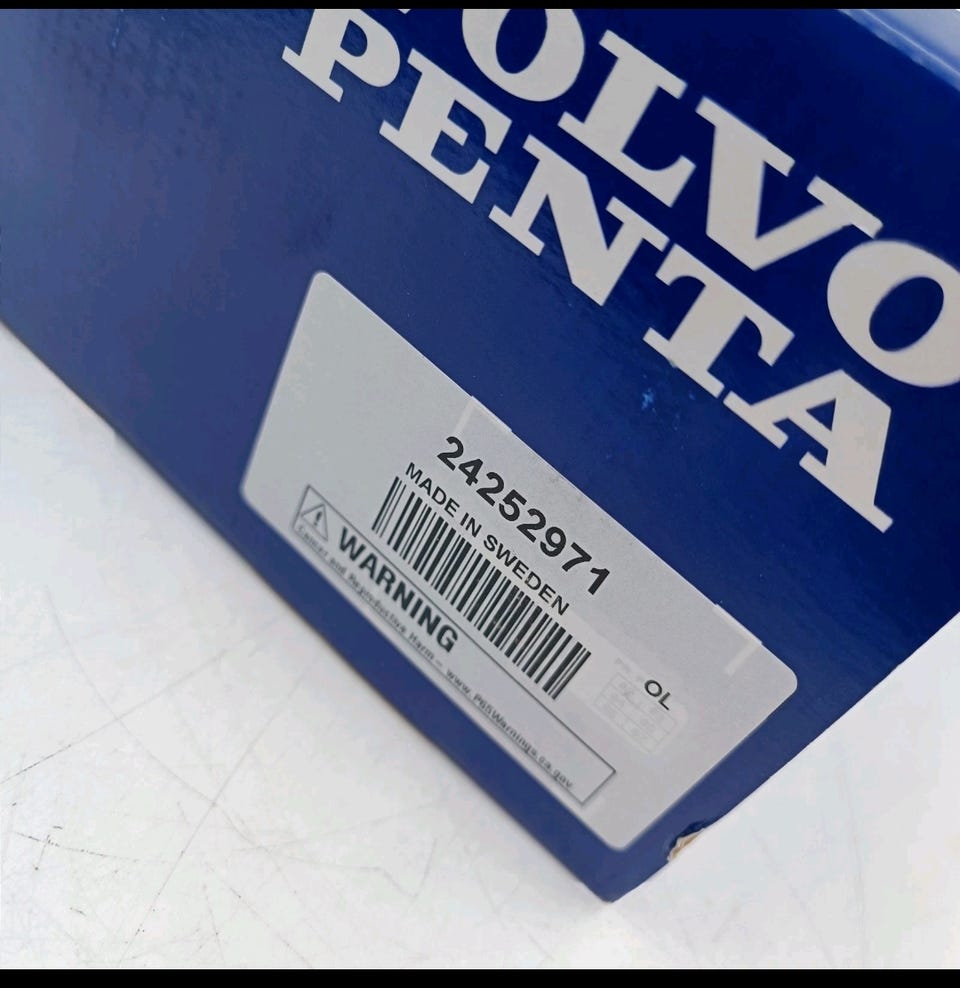 VOLVO
PENTA
24252971
MADE IN SWEDEN
OL
WARNING
Cancer and Reproductive Harm - www.P65Warnings.ca.gov